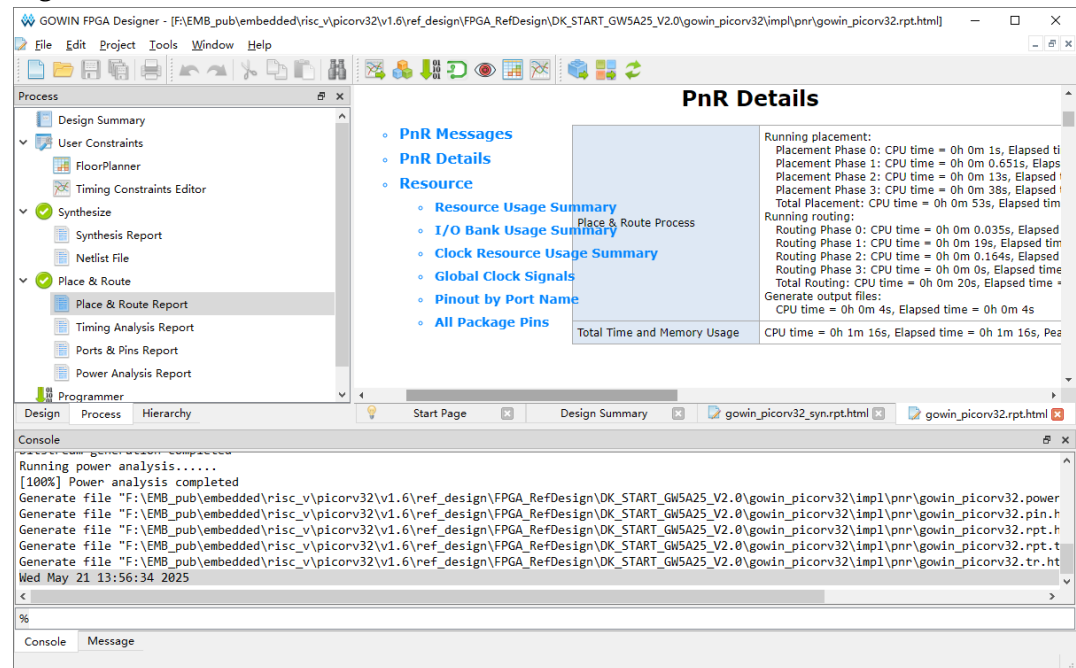 GOWIN FPGA Designer - [F:\EMB_pub\embedded\risc_v\picorv32\v1.6\ref_design\FPGA_RefDesign\DK_START_GW5A25_V2.0\gowin_picorv32\impl\pnr\gowin_picorv32.rpt.html]
File Edit Project Tools Window Help
Process
Design Summary
User Constraints
FloorPlanner
Timing Constraints Editor
Synthesize
Synthesis Report
Netlist File
Place & Route
Place & Route Report
Timing Analysis Report
Ports & Pins Report
Power Analysis Report
Programmer
Design Process Hierarchy
PnR Details
PnR Messages
PnR Details
Resource
Resource Usage Summary
I/O Bank Usage Summary
Clock Resource Usage Summary
Global Clock Signals
Pinout by Port Name
All Package Pins
Place & Route Process
Running placement:
Placement Phase 0: CPU time = 0h 0m 1s, Elapsed ti
Placement Phase 1: CPU time = 0h 0m 0.651s, Elaps
Placement Phase 2: CPU time = 0h 0m 13s, Elapsed
Placement Phase 3: CPU time = 0h 0m 38s, Elapsed
Total Placement: CPU time = 0h 0m 53s, Elapsed tim
Running routing:
Routing Phase 0: CPU time = 0h 0m 0.035s, Elapsed
Routing Phase 1: CPU time = 0h 0m 19s, Elapsed tim
Routing Phase 2: CPU time = 0h 0m 0.164s, Elapsed
Routing Phase 3: CPU time = 0h 0m 0s, Elapsed time
Total Routing: CPU time = 0h 0m 20s, Elapsed time =
Generate output files:
CPU time = 0h 0m 4s, Elapsed time = 0h 0m 4s
Total Time and Memory Usage
CPU time = 0h 1m 16s, Elapsed time = 0h 1m 16s, Pea
Start Page Design Summary gowin_picorv32_syn.rpt.html gowin_picorv32.rpt.html
Console
Bitstream generation completed
Running power analysis......
[100%] Power analysis completed
Generate file "F:\EMB_pub\embedded\risc_v\picorv32\v1.6\ref_design\FPGA_RefDesign\DK_START_GW5A25_V2.0\gowin_picorv32\impl\pnr\gowin_picorv32.power
Generate file "F:\EMB_pub\embedded\risc_v\picorv32\v1.6\ref_design\FPGA_RefDesign\DK_START_GW5A25_V2.0\gowin_picorv32\impl\pnr\gowin_picorv32.pin.h
Generate file "F:\EMB_pub\embedded\risc_v\picorv32\v1.6\ref_design\FPGA_RefDesign\DK_START_GW5A25_V2.0\gowin_picorv32\impl\pnr\gowin_picorv32.rpt.h
Generate file "F:\EMB_pub\embedded\risc_v\picorv32\v1.6\ref_design\FPGA_RefDesign\DK_START_GW5A25_V2.0\gowin_picorv32\impl\pnr\gowin_picorv32.rpt.t
Generate file "F:\EMB_pub\embedded\risc_v\picorv32\v1.6\ref_design\FPGA_RefDesign\DK_START_GW5A25_V2.0\gowin_picorv32\impl\pnr\gowin_picorv32.tr.ht
Wed May 21 13:56:34 2025
%
Console Message